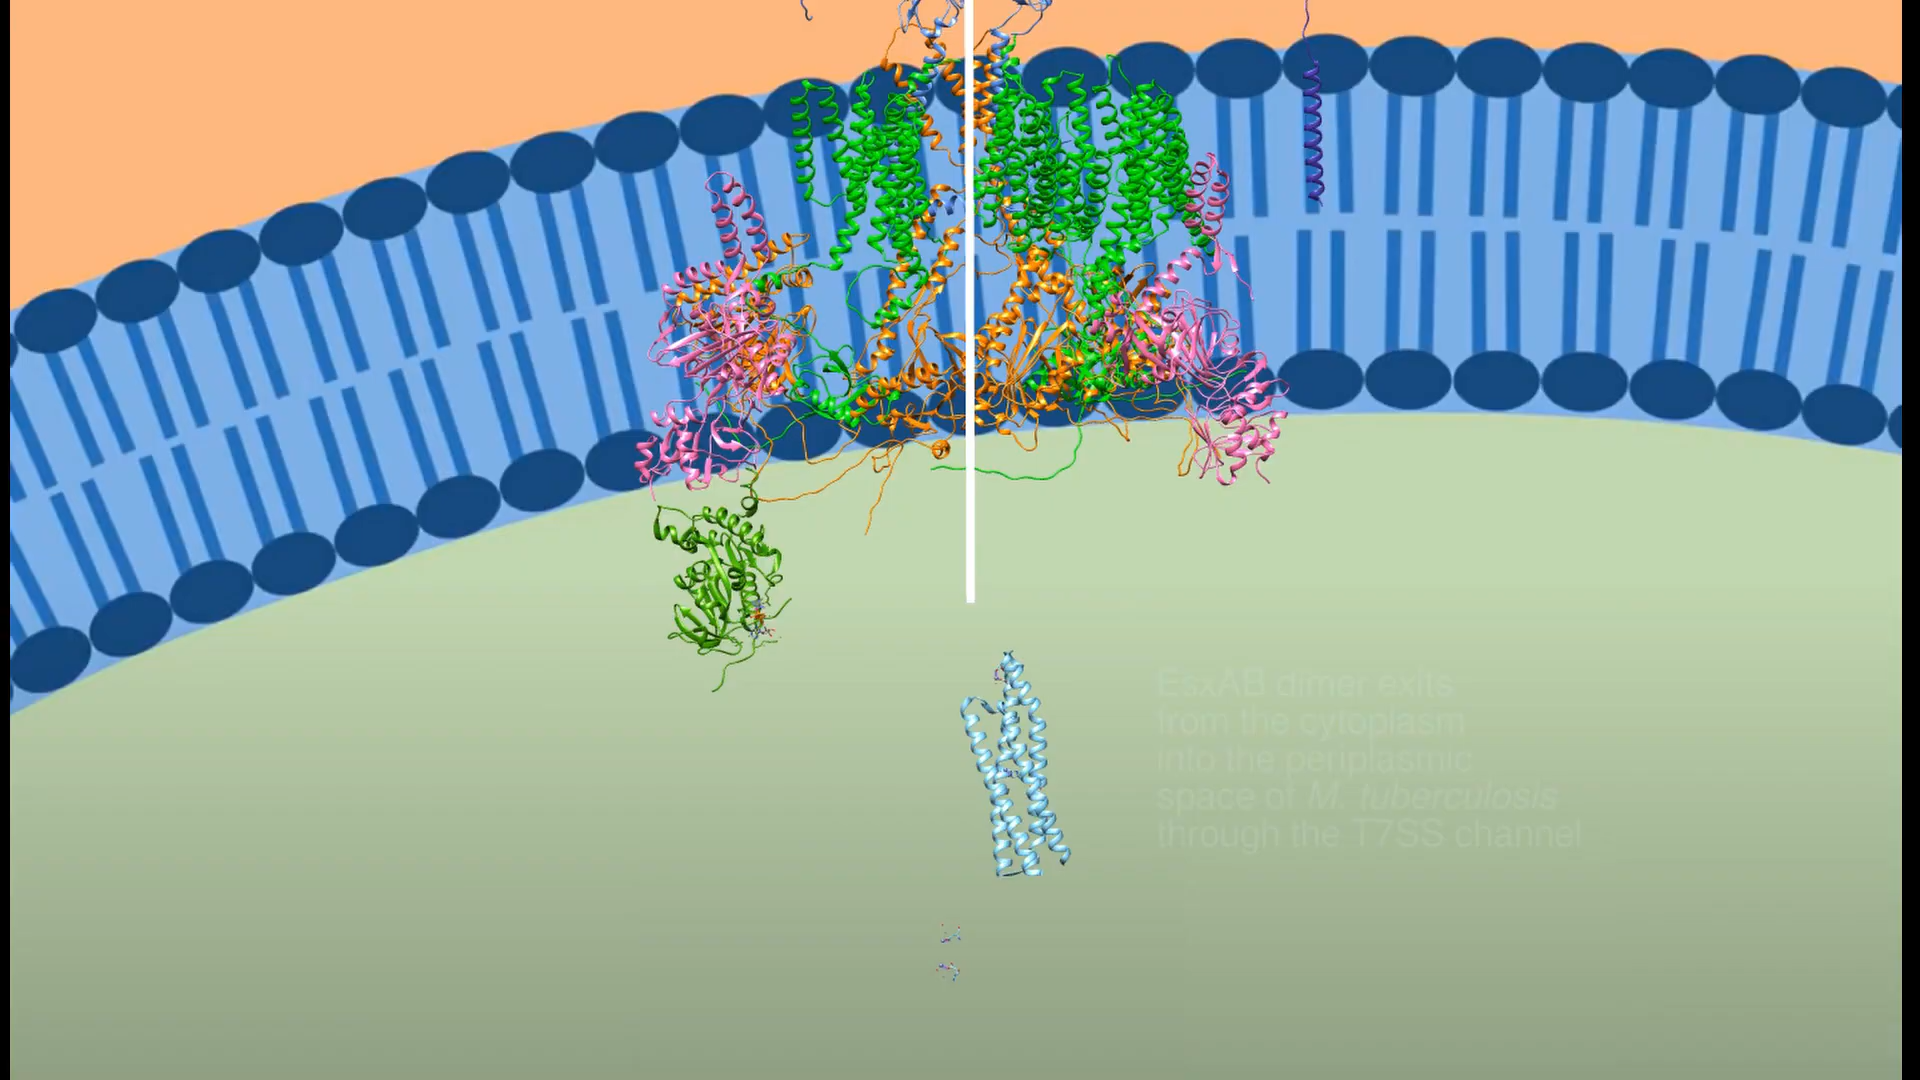 EsxAB dimer exits
from the cytoplasm
into the periplasmic
space of M. tuberculosis
through the T7SS channel